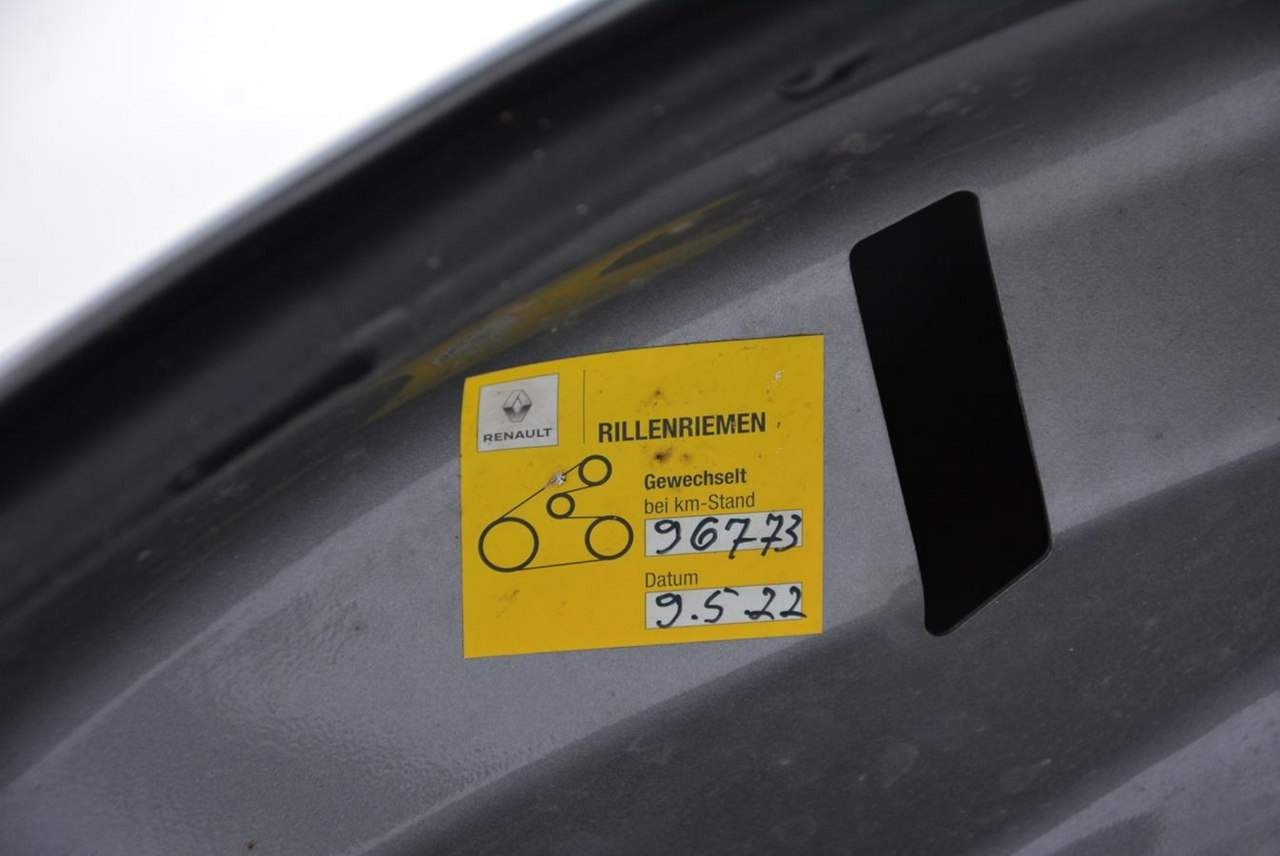 RENAULT
RILLENRIEMEN
Gewechselt
bei km-Stand
96773
Datum
9.5 22